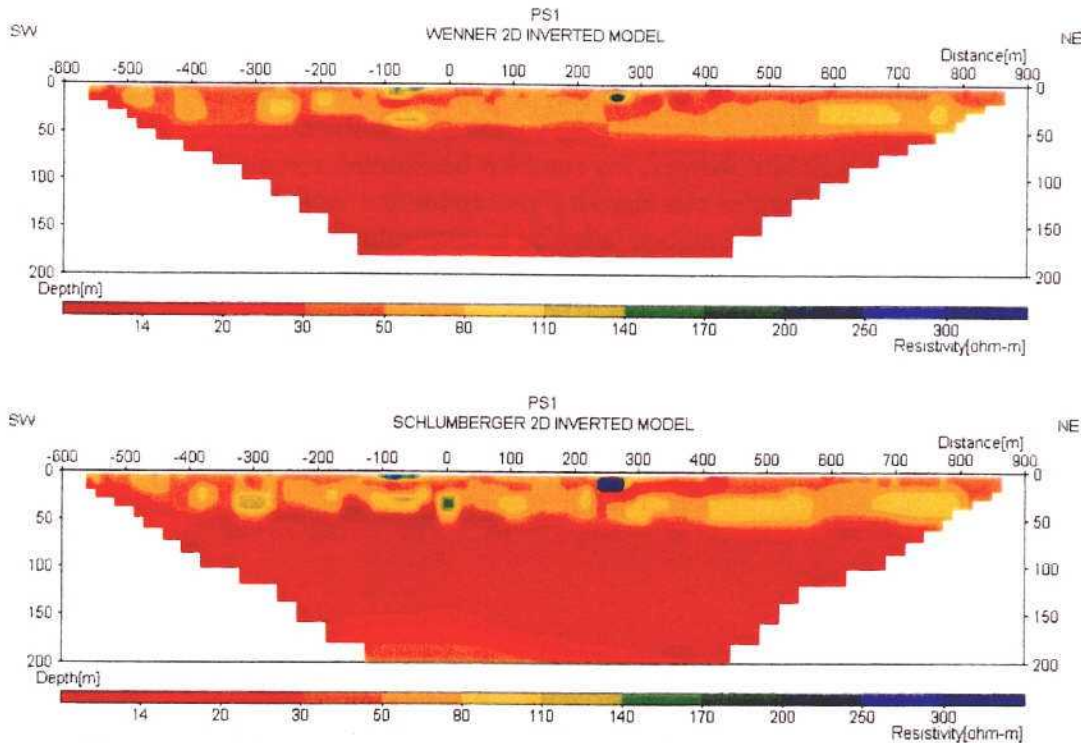 PS1
SW WENNER 2D INVERTED MODEL NE
Distance[m]
-600 -500 -400 -300 -200 -100 0 100 200 300 400 500 600 700 800 900
0 0
50 50
100 100
150 150
200 200
Depth[m]
14 20 30 50 80 110 140 170 200 250 300
Resistivity[ohm-m]
PS1
SW SCHLUMBERGER 2D INVERTED MODEL NE
Distance[m]
-600 -500 -400 -300 -200 -100 0 100 200 300 400 500 600 700 800 900
0 0
50 50
100 100
150 150
200 200
Depth[m]
14 20 30 50 80 110 140 170 200 250 300
Resistivity[ohm-m]